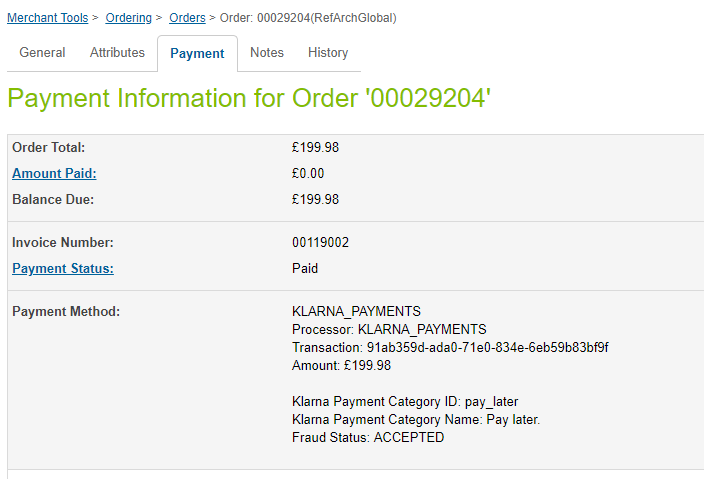 Merchant Tools > Ordering > Orders > Order: 00029204(RefArchGlobal)
General Attributes Payment Notes History
Payment Information for Order '00029204'
Order Total: £199.98
Amount Paid: £0.00
Balance Due: £199.98
Invoice Number: 00119002
Payment Status: Paid
Payment Method: KLARNA_PAYMENTS
Processor: KLARNA_PAYMENTS
Transaction: 91ab359d-ada0-71e0-834e-6eb59b83bf9f
Amount: £199.98
Klarna Payment Category ID: pay_later
Klarna Payment Category Name: Pay later.
Fraud Status: ACCEPTED